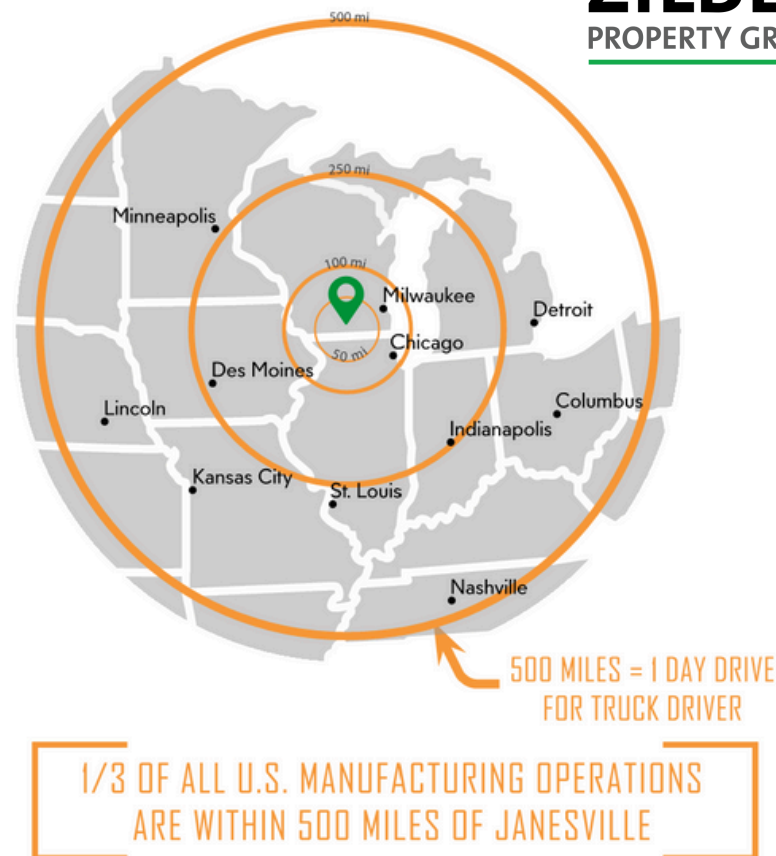 PROPERTY GR
500 mi
250 mi
Minneapolis
100 mi
Milwaukee
Detroit
Chicago
50 mi
Des Moines
Columbus
Lincoln
Indianapolis
Kansas City
St. Louis
Nashville
500 MILES = 1 DAY DRIVE
FOR TRUCK DRIVER
1/3 OF ALL U.S. MANUFACTURING OPERATIONS
ARE WITHIN 500 MILES OF JANESVILLE